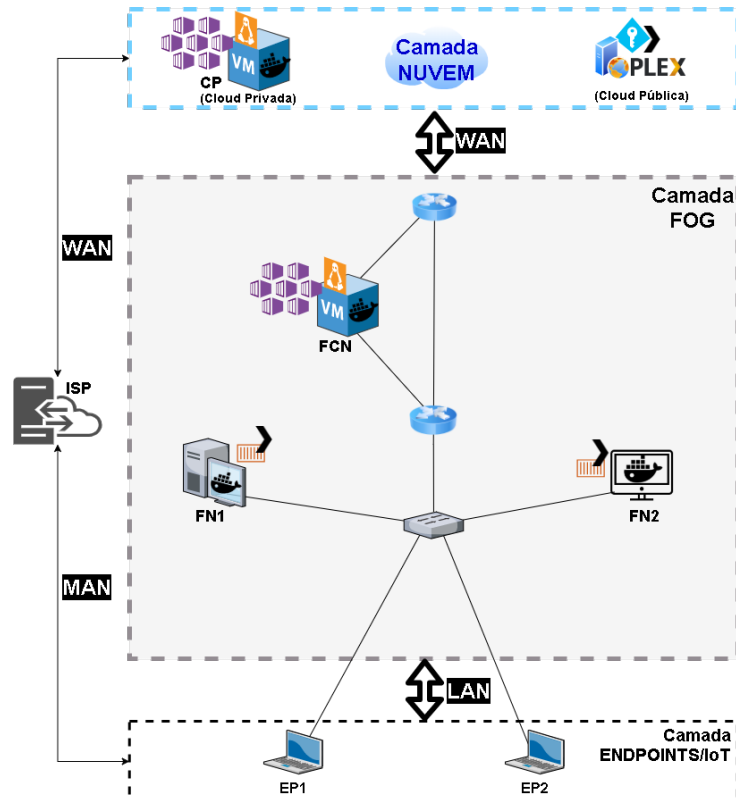 VM
CP
(Cloud Privada)
Camada
NUVEM
PLEX
(Cloud Pública)
WAN
Camada
FOG
WAN
VM
FCN
ISP
FN1
FN2
MAN
LAN
Camada
ENDPOINTS/IoT
EP1
EP2